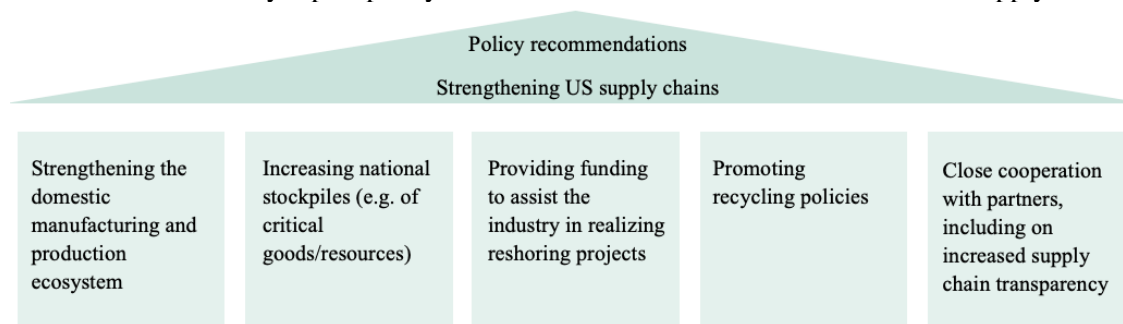 Policy recommendations
Strengthening US supply chains
Strengthening the
domestic
manufacturing and
production
ecosystem
Increasing national
stockpiles (e.g. of
critical
goods/resources)
Providing funding
to assist the
industry in realizing
reshoring projects
Promoting
recycling policies
Close cooperation
with partners,
including on
increased supply
chain transparency